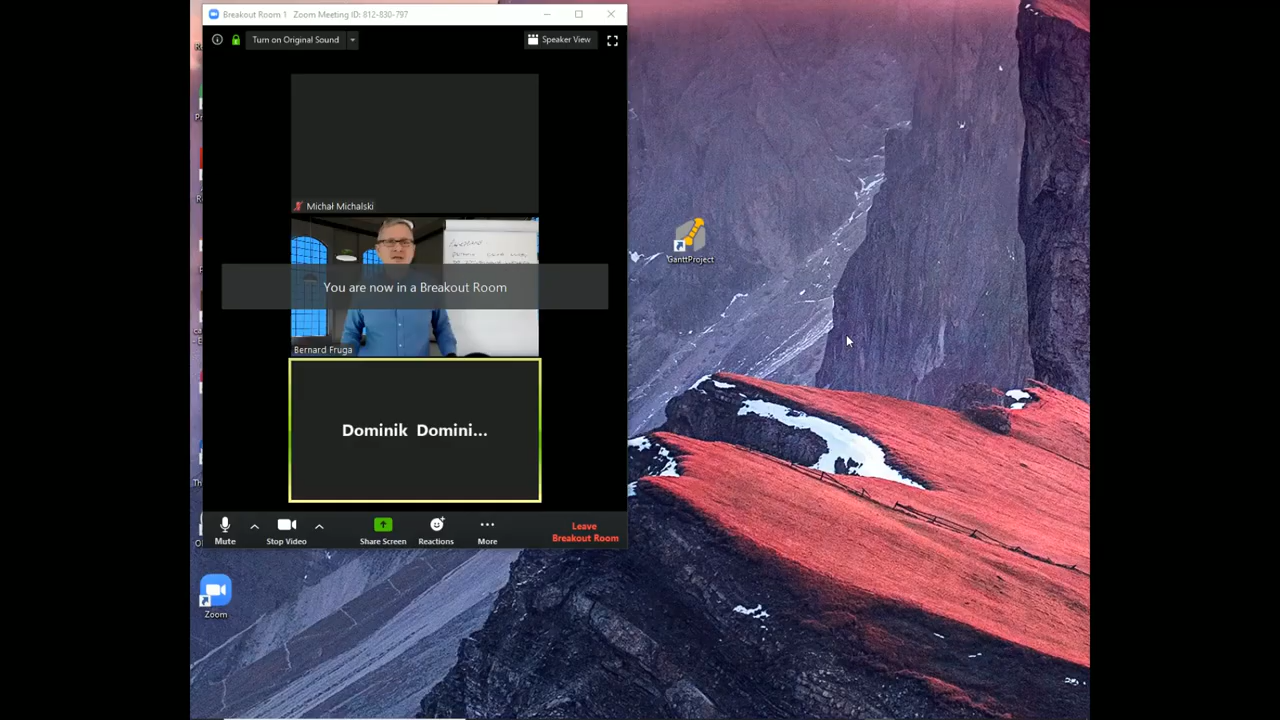 Breakout Room 1 Zoom Meeting ID: 812-830-797
Turn on Original Sound
Speaker View
Michał Michalski
You are now in a Breakout Room
Bernard Fruga
Dominik Domini...
Mute
Stop Video
Share Screen
Reactions
More
Leave
Breakout Room
GanttProject
Zoom